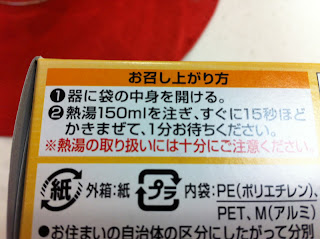 お召し上がり方
❶器に袋の中身を開ける。
❷熱湯150mlを注ぎ、すぐに15秒ほど
かきまぜて、1分お待ちください。
※熱湯の取り扱いには十分にご注意ください。
紙 外箱:紙 プラ 内袋:PE(ポリエチレン)、
PET、M(アルミ)
●お住まいの自治体の区分にしたがって分別